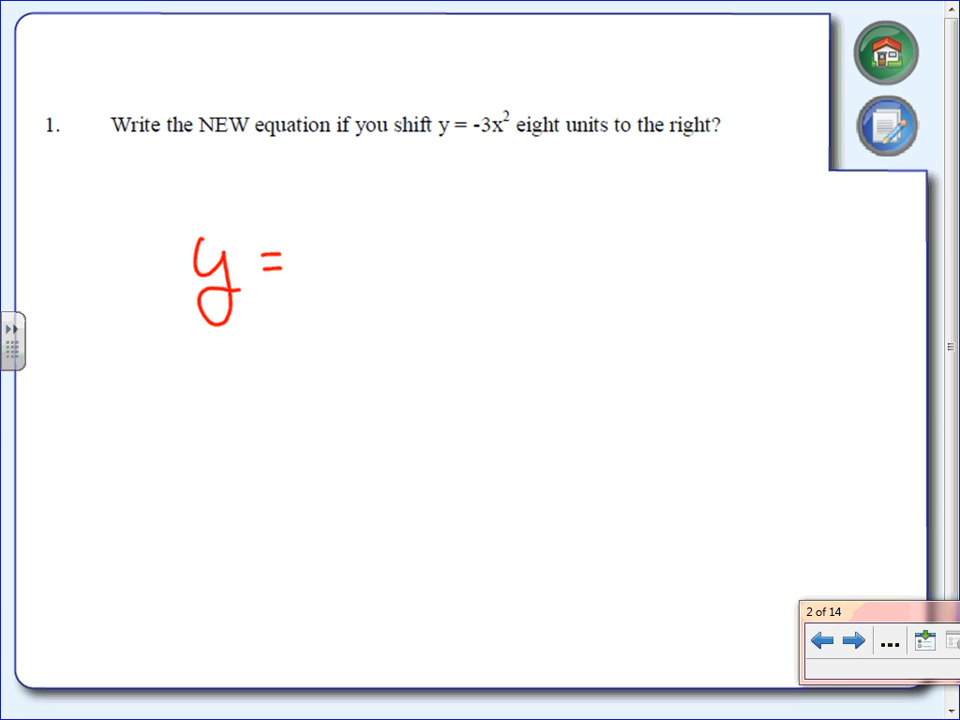 1. Write the NEW equation if you shift y = -3x² eight units to the right?
y =
2 of 14